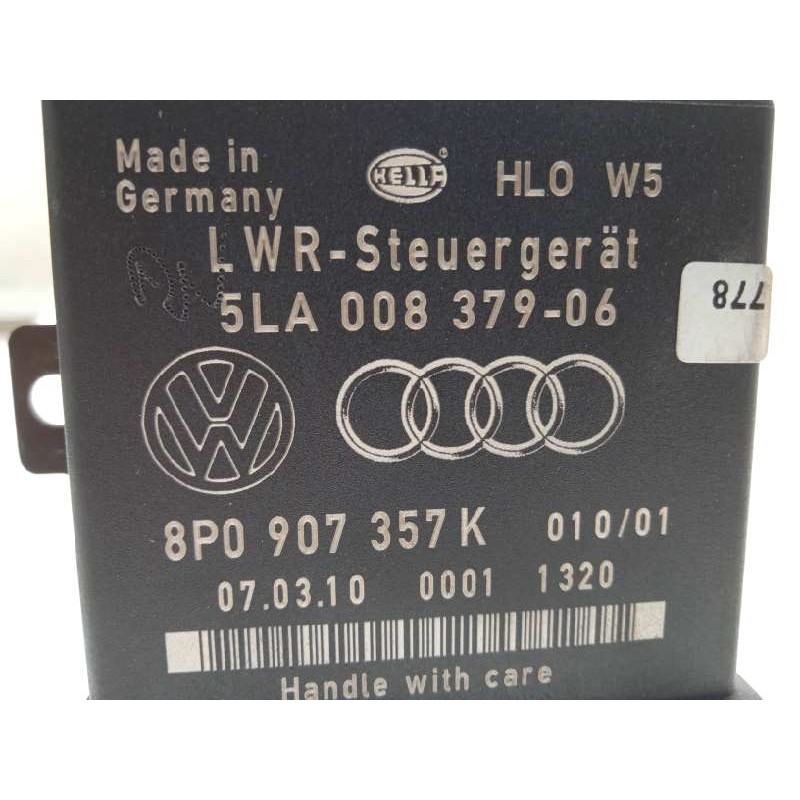 Made in
Germany
HELLA
HLO W5
LWR-Steuergerät
5LA 008 379-06
778
8P0 907 357 K 010/01
07.03.10 0001 1320
Handle with care